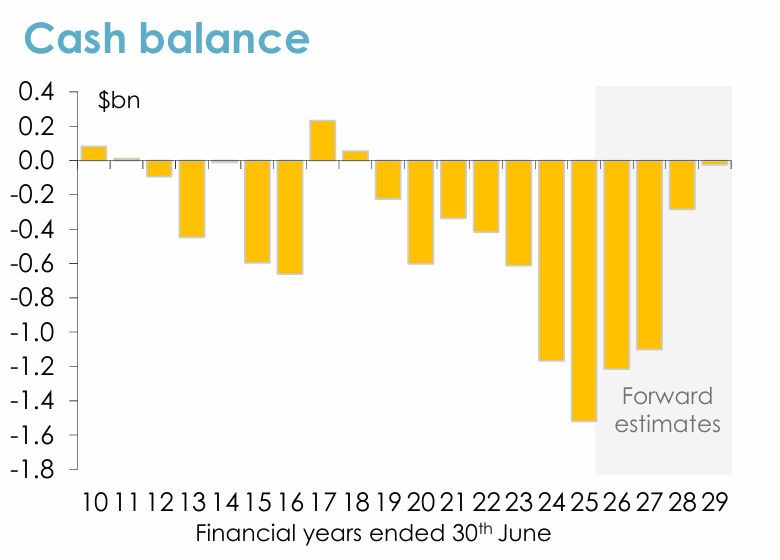 Cash balance
$bn
0.4
0.2
0.0
-0.2
-0.4
-0.6
-0.8
-1.0
-1.2
-1.4
-1.6
-1.8
Forward
estimates
10 11 12 13 14 15 16 17 18 19 20 21 22 23 24 25 26 27 28 29
Financial years ended 30th June